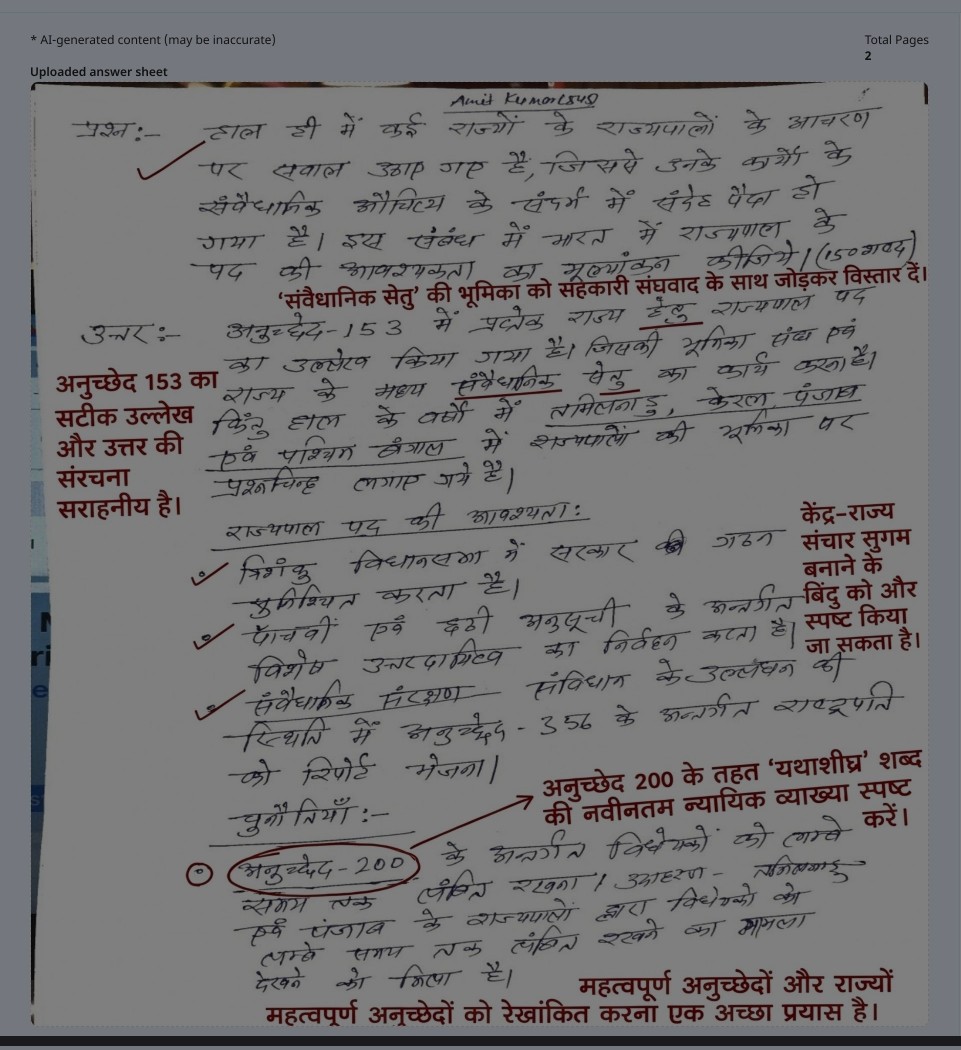 * AI-generated content (may be inaccurate)
Total Pages
2
Uploaded answer sheet
प्रश्न:- हाल ही में कई राज्यों के राज्यपालों के आचरण
पर सवाल उठाए गए हैं, जिससे उनके कार्यों के
संवैधानिक औचित्य के संदर्भ में संदेह पैदा हो
गया है। इस संबंध में भारत में राज्यपाल के
पद की आवश्यकता का मूल्यांकन कीजिये। (150 शब्द)
'संवैधानिक सेतु' की भूमिका को सहकारी संघवाद के साथ जोड़कर विस्तार दें।
उत्तर:- अनुच्छेद-153 में प्रत्येक राज्य हेतु राज्यपाल पद
का उल्लेख किया गया है। जिसकी भूमिका संघ एवं
राज्य के मध्य संवैधानिक सेतु का कार्य करना है।
किंतु हाल के वर्षों में तमिलनाडु, केरल, पंजाब
एवं पश्चिम बंगाल में राज्यपालों की भूमिका पर
प्रश्नचिन्ह लगाए गये हैं।
अनुच्छेद 153 का
सटीक उल्लेख
और उत्तर की
संरचना
सराहनीय है।
राज्यपाल पद की आवश्यता:
त्रिशंकु विधानसभा में सरकार का गठन
सुनिश्चित करता है।
पाँचवीं एवं छठी अनुसूची के अन्तर्गत
विशेष उत्तरदायित्व का निर्वहन करता है।
संवैधानिक संरक्षण संविधान के उल्लंघन की
स्थिति में अनुच्छेद-356 के अन्तर्गत राष्ट्रपति
को रिपोर्ट भेजना।
केंद्र-राज्य
संचार सुगम
बनाने के
बिंदु को और
स्पष्ट किया
जा सकता है।
चुनौतियाँ:-
अनुच्छेद 200 के तहत 'यथाशीघ्र' शब्द
की नवीनतम न्यायिक व्याख्या स्पष्ट
करें।
अनुच्छेद-200 के अन्तर्गत विधेयकों को लम्बे
समय तक लंबित रखना। उदाहरण- तमिलनाडु
एवं पंजाब के राज्यपालों द्वारा विधेयकों को
लम्बे समय तक लंबित रखने का मामला
देखने को मिला है।
महत्वपूर्ण अनुच्छेदों और राज्यों
महत्वपूर्ण अनुच्छेदों को रेखांकित करना एक अच्छा प्रयास है।